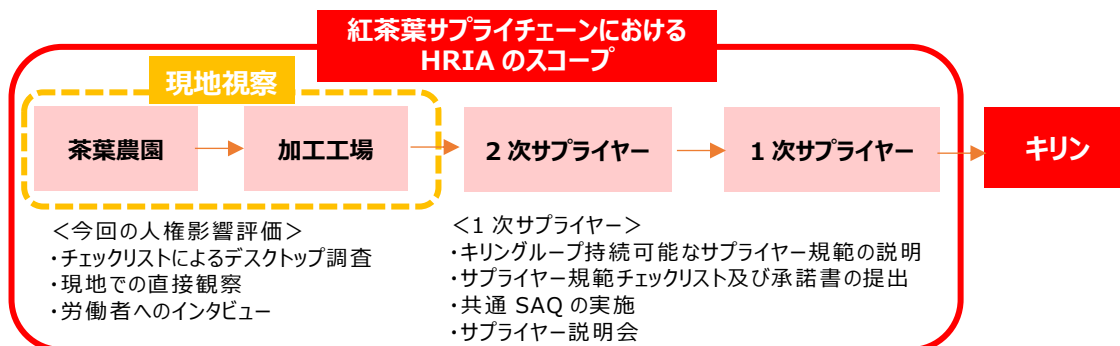 紅茶葉サプライチェーンにおける
HRIA のスコープ
現地視察
茶葉農園
加工工場
2 次サプライヤー
1 次サプライヤー
キリン
＜今回の人権影響評価＞
・チェックリストによるデスクトップ調査
・現地での直接観察
・労働者へのインタビュー
＜1 次サプライヤー＞
・キリングループ持続可能なサプライヤー規範の説明
・サプライヤー規範チェックリスト及び承諾書の提出
・共通 SAQ の実施
・サプライヤー説明会